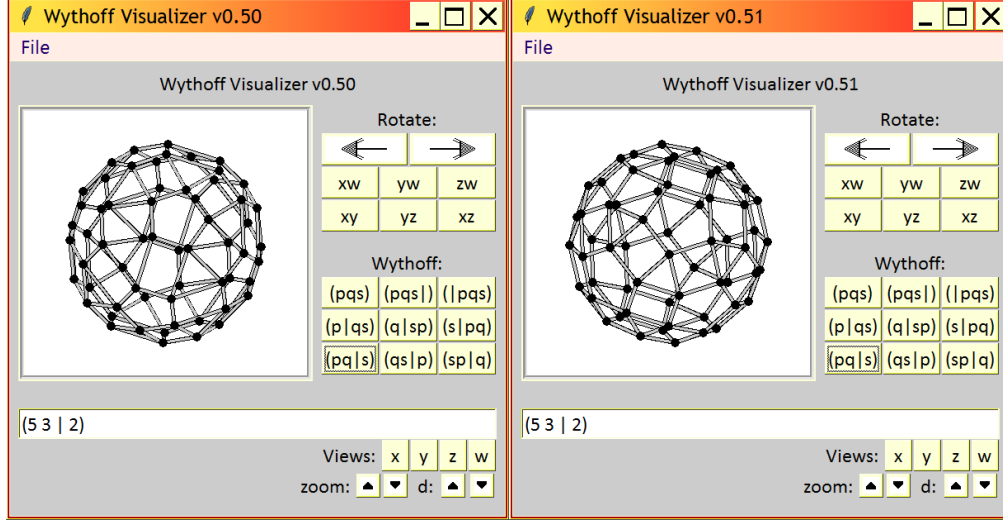 Wythoff Visualizer v0.50
File
Wythoff Visualizer v0.50
Rotate:
xw yw zw
xy yz xz
Wythoff:
(pqs) (pqs|) (|pqs)
(p|qs) (q|sp) (s|pq)
(pq|s) (qs|p) (sp|q)
(5 3 | 2)
Views: x y z w
zoom: d:
Wythoff Visualizer v0.51
File
Wythoff Visualizer v0.51
Rotate:
xw yw zw
xy yz xz
Wythoff:
(pqs) (pqs|) (|pqs)
(p|qs) (q|sp) (s|pq)
(pq|s) (qs|p) (sp|q)
(5 3 | 2)
Views: x y z w
zoom: d: